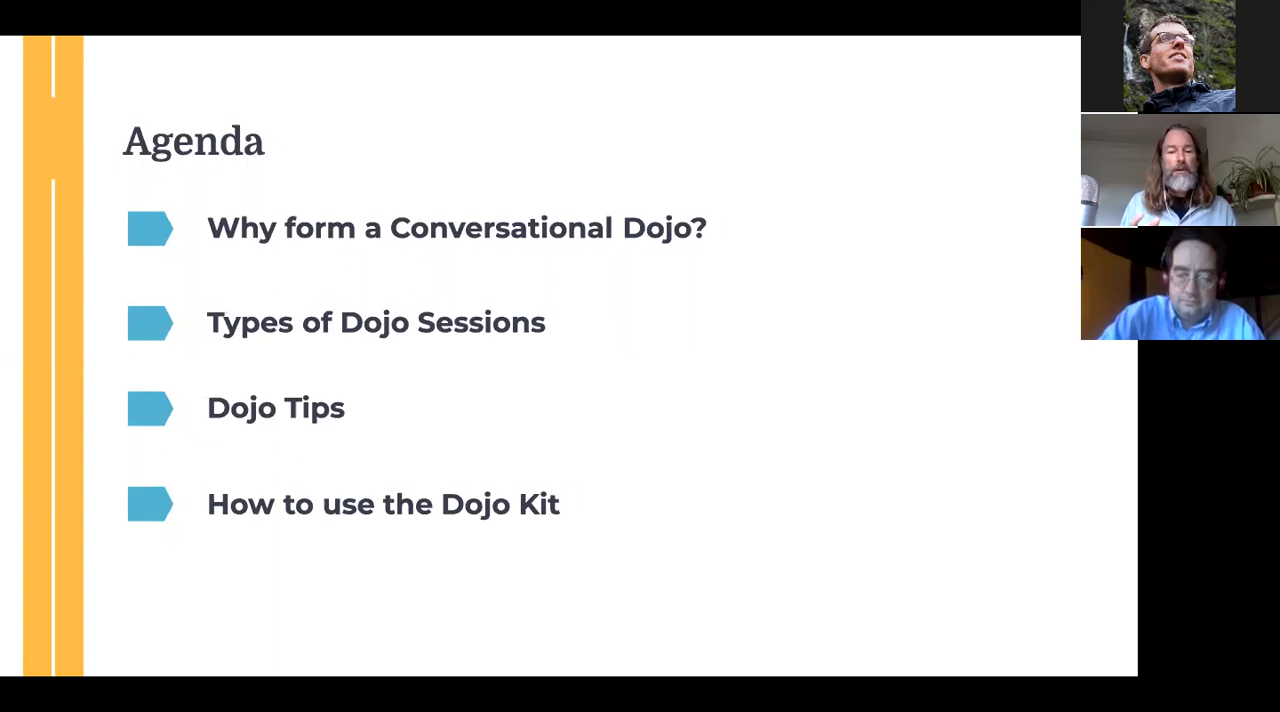 Agenda
Why form a Conversational Dojo?
Types of Dojo Sessions
Dojo Tips
How to use the Dojo Kit